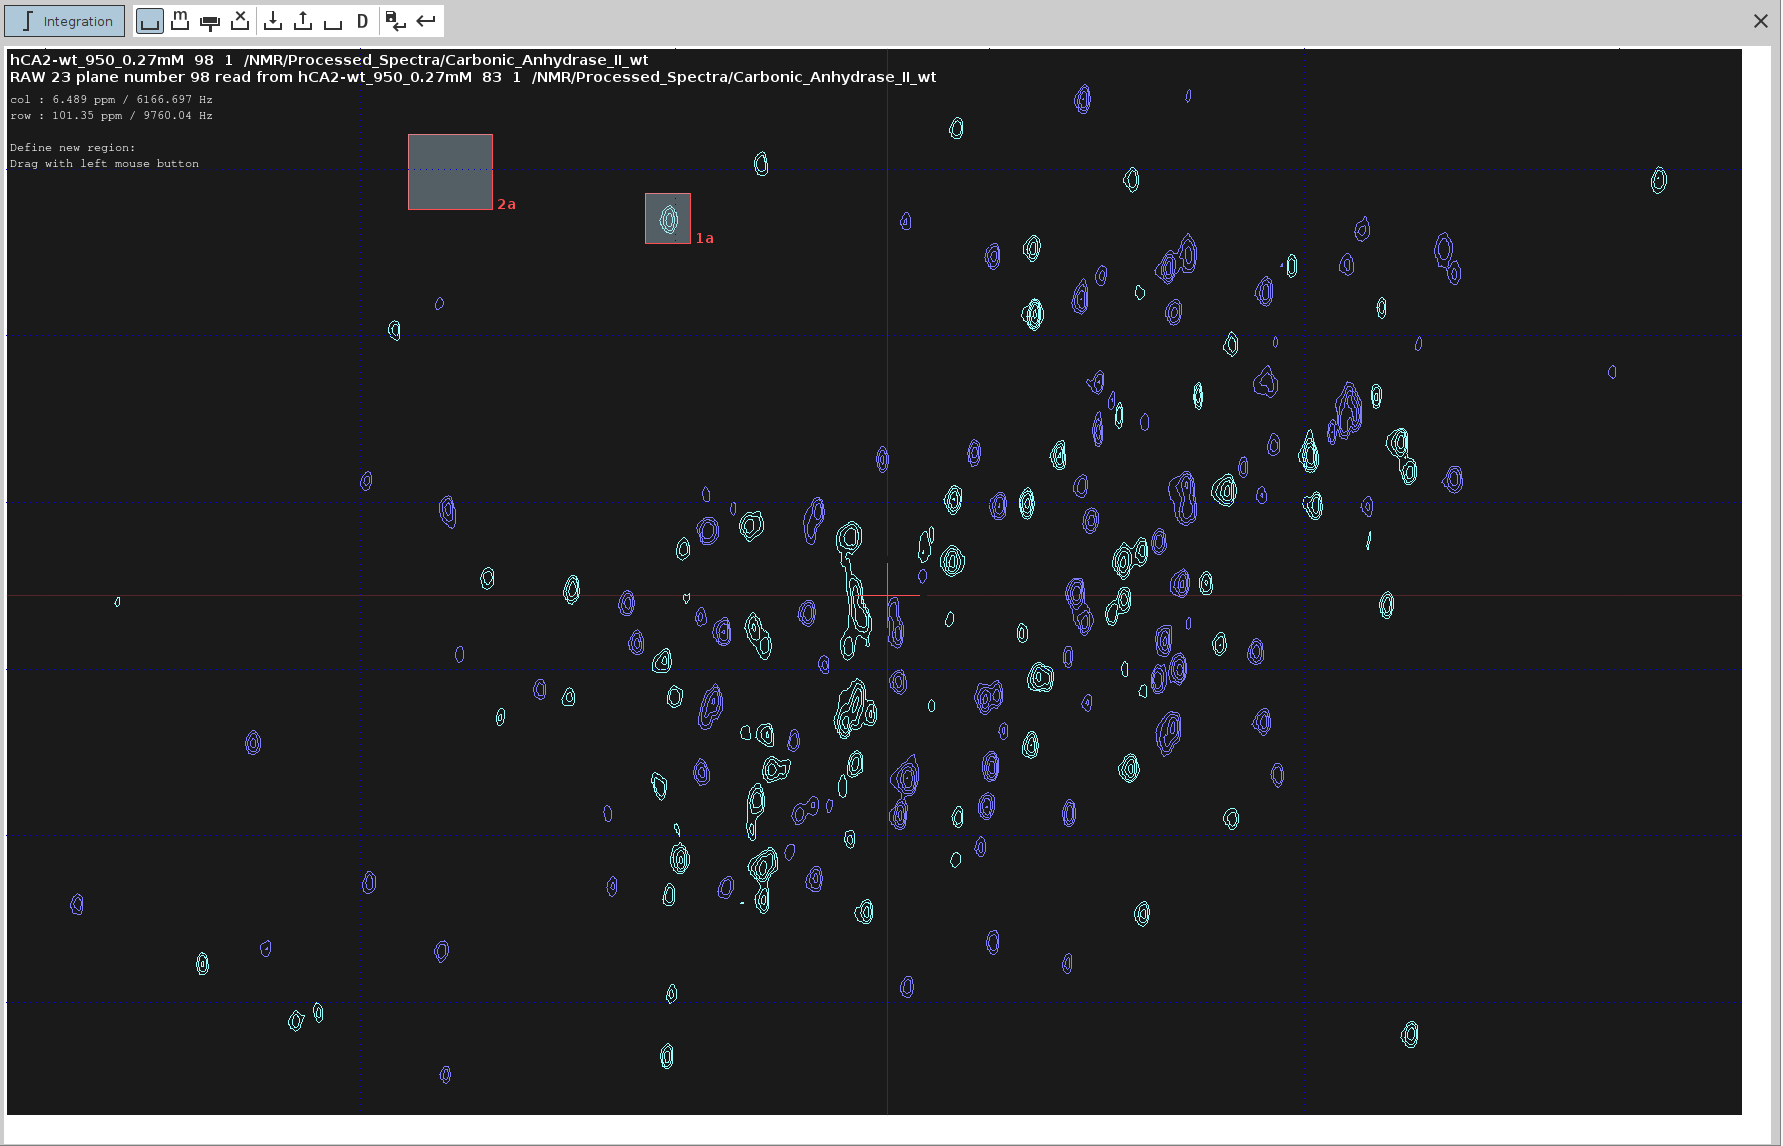 Integration
m
D
hCA2-wt_950_0.27mM 98 1 /NMR/Processed_Spectra/Carbonic_Anhydrase_II_wt
RAW 23 plane number 98 read from hCA2-wt_950_0.27mM 83 1 /NMR/Processed_Spectra/Carbonic_Anhydrase_II_wt
col : 6.489 ppm / 6166.697 Hz
row : 101.35 ppm / 9760.04 Hz
Define new region:
Drag with left mouse button
2a
1a